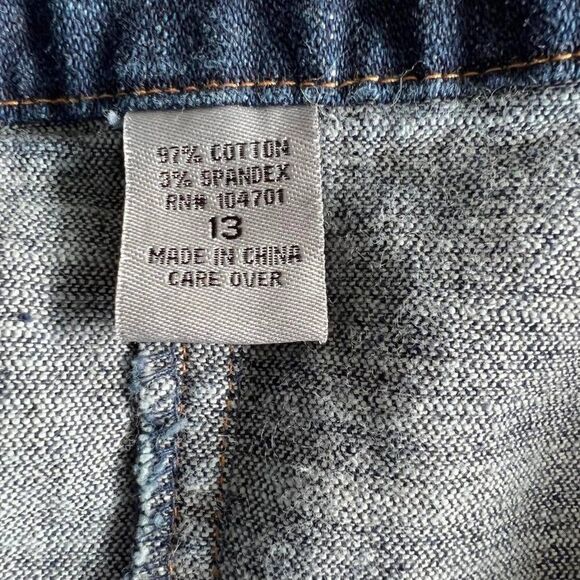 97% COTTON
3% SPANDEX
RN# 104701
13
MADE IN CHINA
CARE OVER